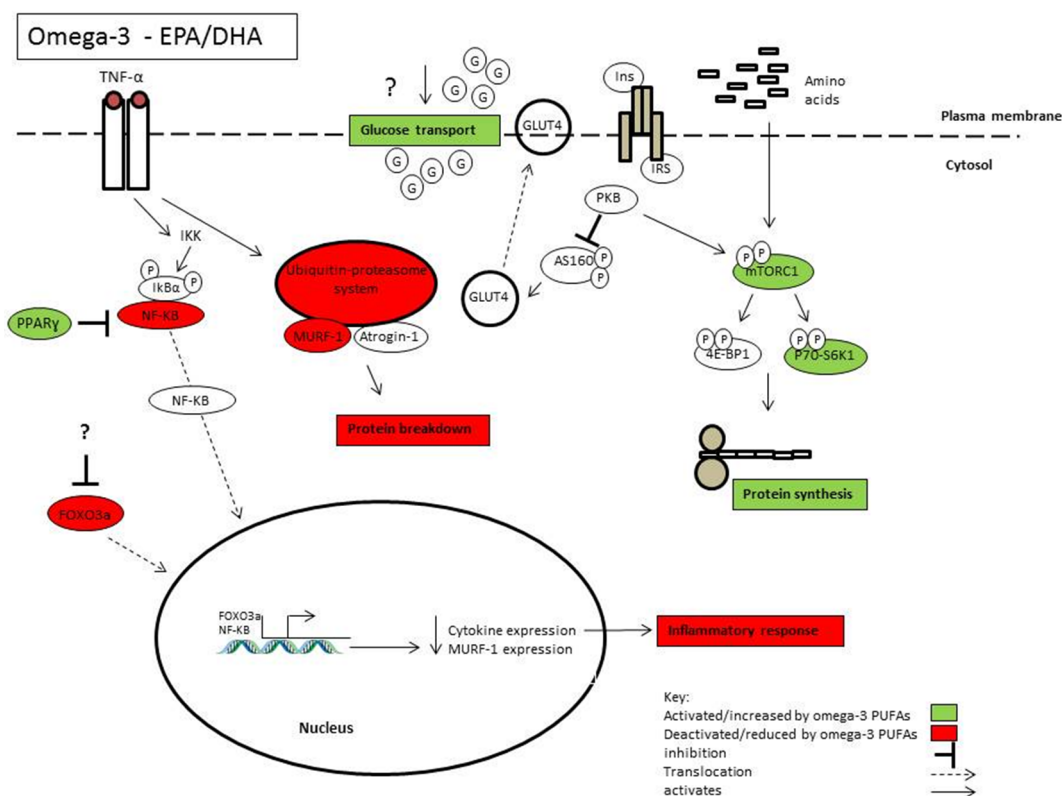 Omega-3 - EPA/DHA
TNF-α
?
G
G
G
G
G
Glucose transport
G
G
G
G
G
GLUT4
Ins
IRS
Amino
acids
Plasma membrane
Cytosol
PKB
AS160
P
P
GLUT4
IKK
P
P
IkBα
NF-KB
PPARɣ
Ubiquitin-proteasome
system
MURF-1
Atrogin-1
P
P
mTORC1
P
P
4E-BP1
P
P
P70-S6K1
NF-KB
Protein breakdown
?
FOXO3a
Protein synthesis
FOXO3a
NF-KB
Cytokine expression
MURF-1 expression
Inflammatory response
Nucleus
Key:
Activated/increased by omega-3 PUFAs
Deactivated/reduced by omega-3 PUFAs
inhibition
Translocation
activates